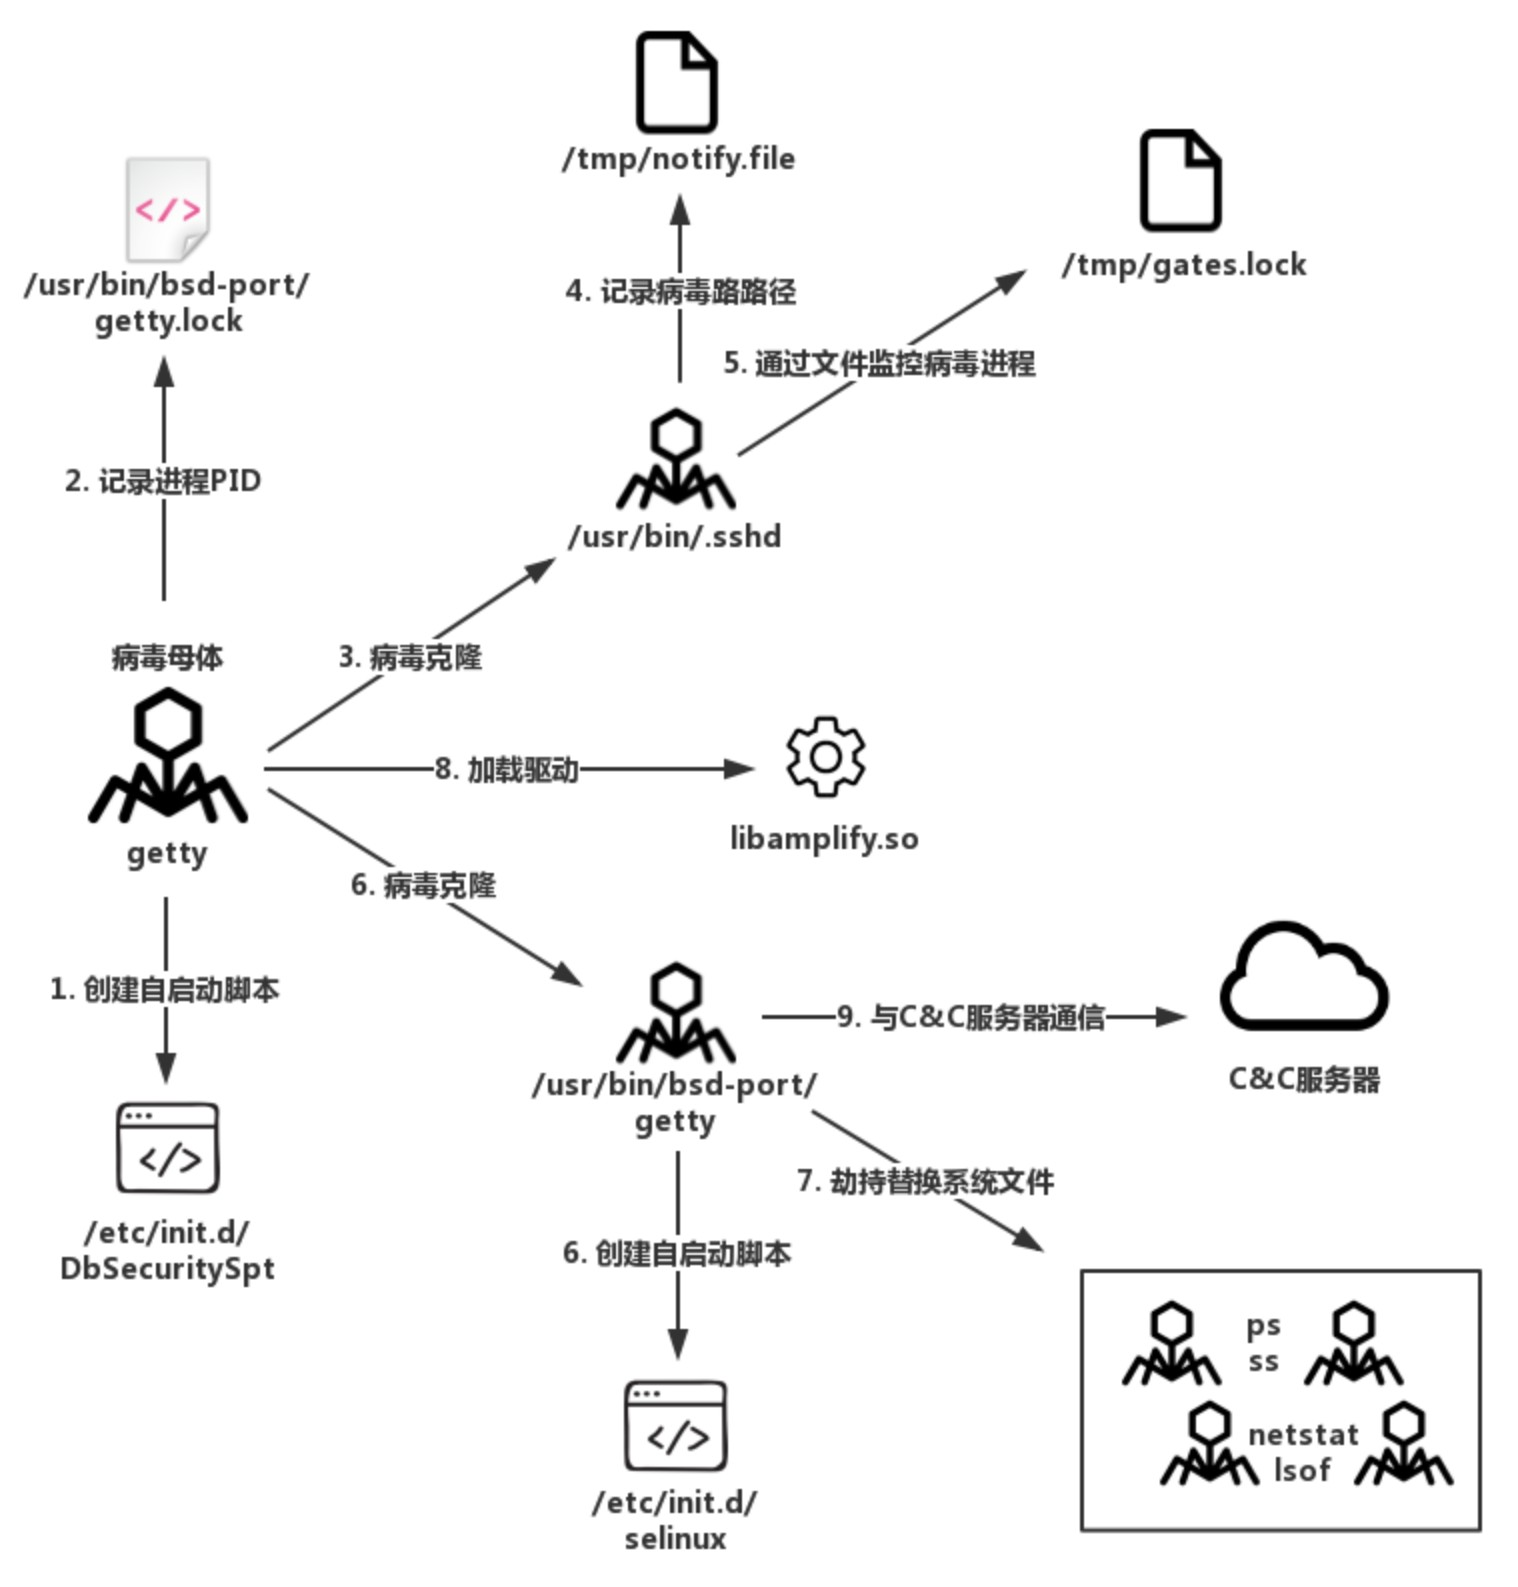 /tmp/notify.file
/usr/bin/bsd-port/
getty.lock
/tmp/gates.lock
4. 记录病毒路路径
5. 通过文件监控病毒进程
2. 记录进程PID
/usr/bin/.sshd
病毒母体
3. 病毒克隆
8. 加载驱动
libamplify.so
getty
6. 病毒克隆
1. 创建自启动脚本
9. 与C&C服务器通信
C&C服务器
/usr/bin/bsd-port/
getty
7. 劫持替换系统文件
/etc/init.d/
DbSecuritySpt
6. 创建自启动脚本
ps
ss
netstat
lsof
/etc/init.d/
selinux